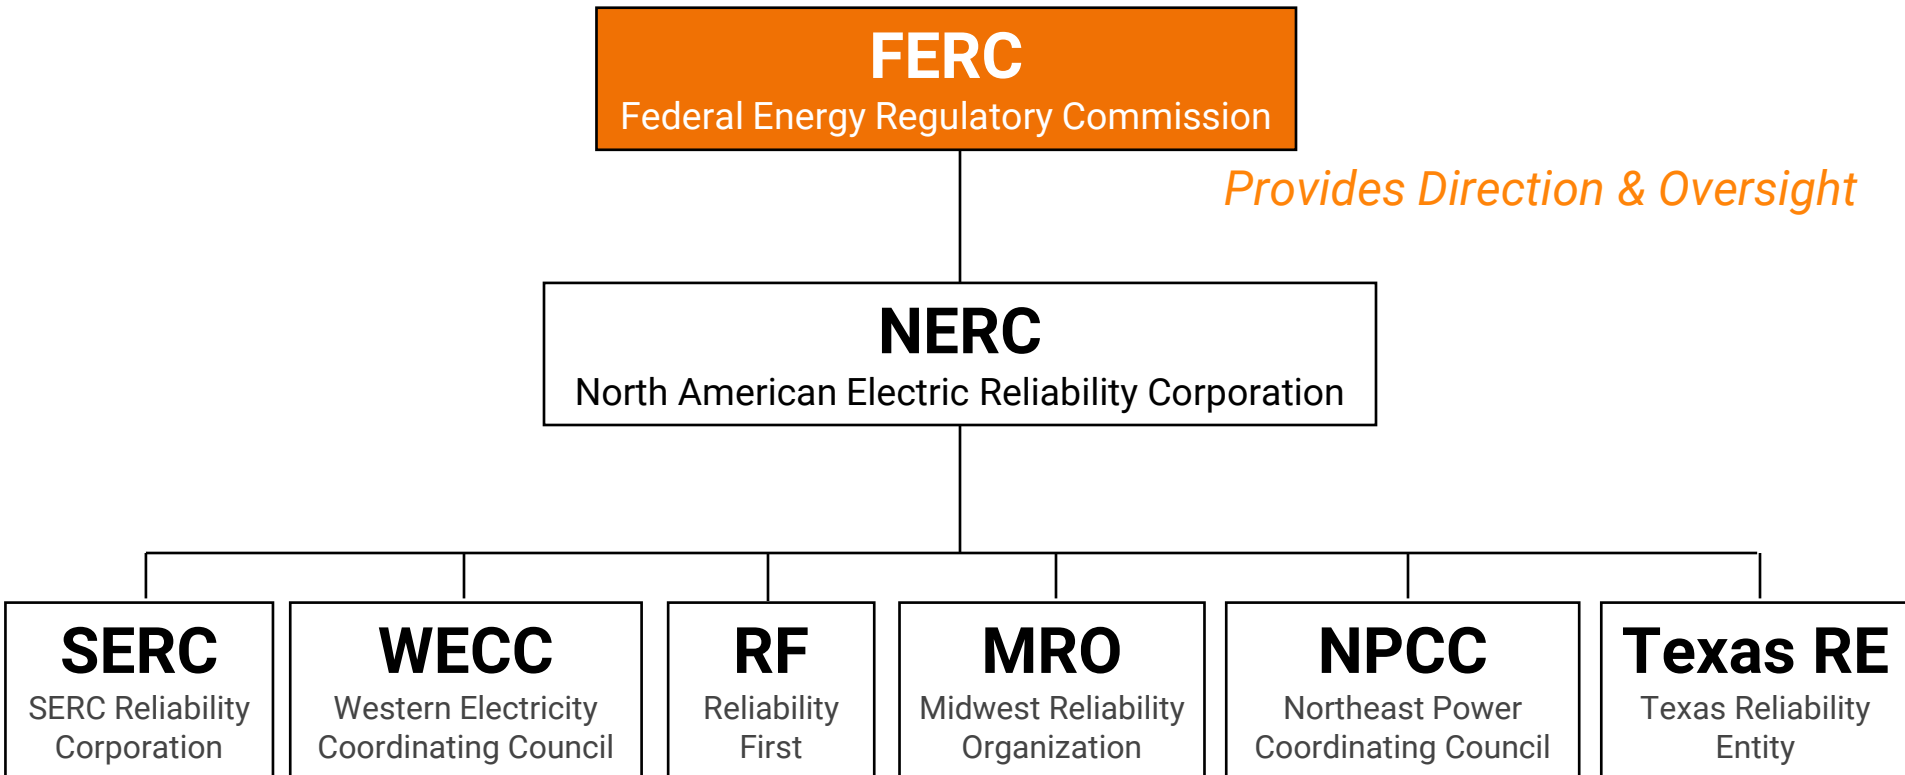 FERC
Federal Energy Regulatory Commission
Provides Direction & Oversight
NERC
North American Electric Reliability Corporation
SERC
SERC Reliability
Corporation
WECC
Western Electricity
Coordinating Council
RF
Reliability
First
MRO
Midwest Reliability
Organization
NPCC
Northeast Power
Coordinating Council
Texas RE
Texas Reliability
Entity